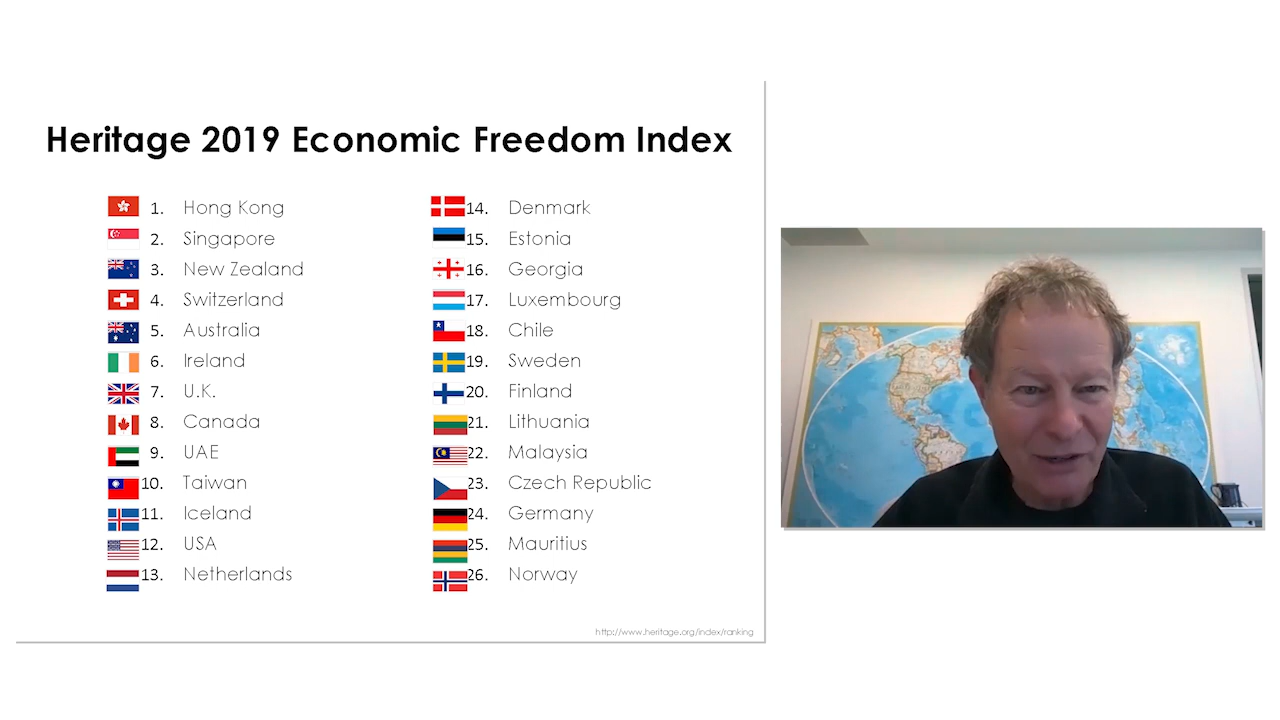 Heritage 2019 Economic Freedom Index
1. Hong Kong
2. Singapore
3. New Zealand
4. Switzerland
5. Australia
6. Ireland
7. U.K.
8. Canada
9. UAE
10. Taiwan
11. Iceland
12. USA
13. Netherlands
14. Denmark
15. Estonia
16. Georgia
17. Luxembourg
18. Chile
19. Sweden
20. Finland
21. Lithuania
22. Malaysia
23. Czech Republic
24. Germany
25. Mauritius
26. Norway
http://www.heritage.org/index/ranking